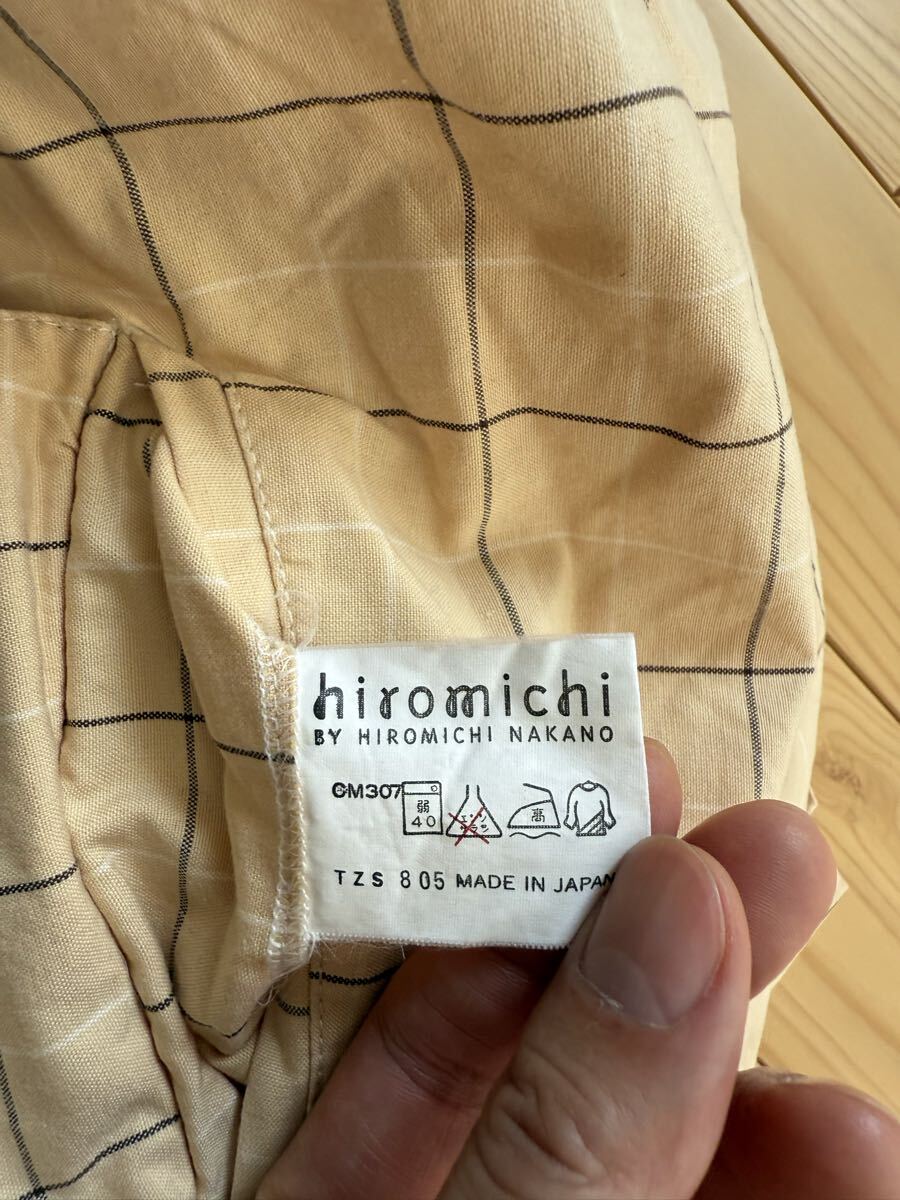 hiromichi
BY HIROMICHI NAKANO
CM307
弱
40
高
TZS 805 MADE IN JAPAN